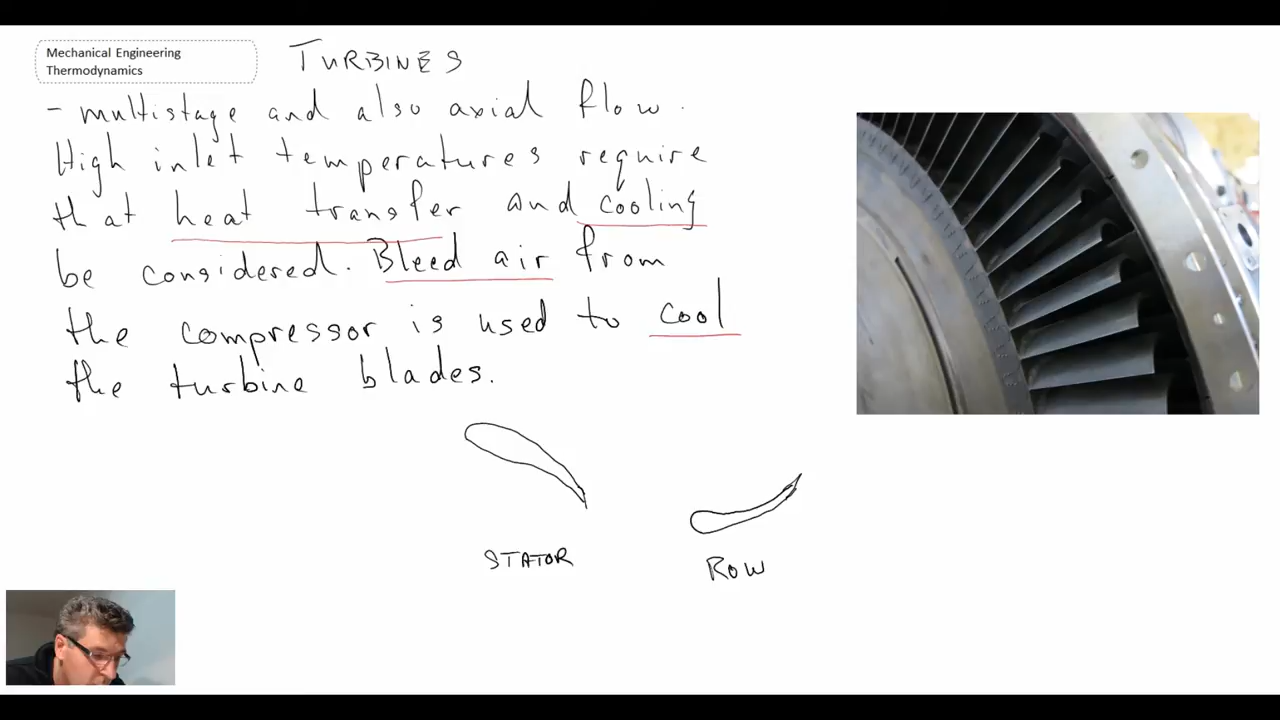 Mechanical Engineering
Thermodynamics
TURBINES
- multistage and also axial flow.
High inlet temperatures require
that heat transfer and cooling
be considered. Bleed air from
the compressor is used to cool
the turbine blades.
STATOR
ROW